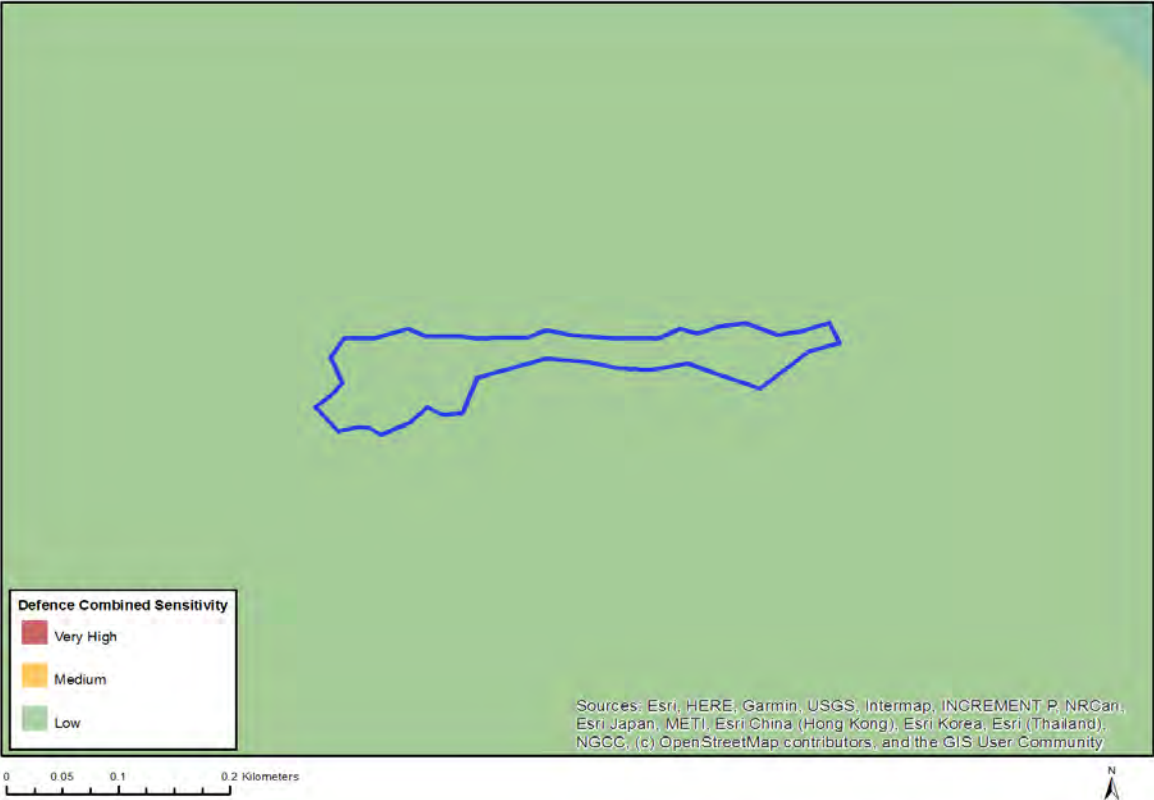 Defence Combined Sensitivity
Very High
Medium
Low
Sources: Esri, HERE, Garmin, USGS, Intermap, INCREMENT P, NRCan,
Esri Japan, METI, Esri China (Hong Kong), Esri Korea, Esri (Thailand),
NGCC, (c) OpenStreetMap contributors, and the GIS User Community
0 0.05 0.1 0.2 Kilometers
N